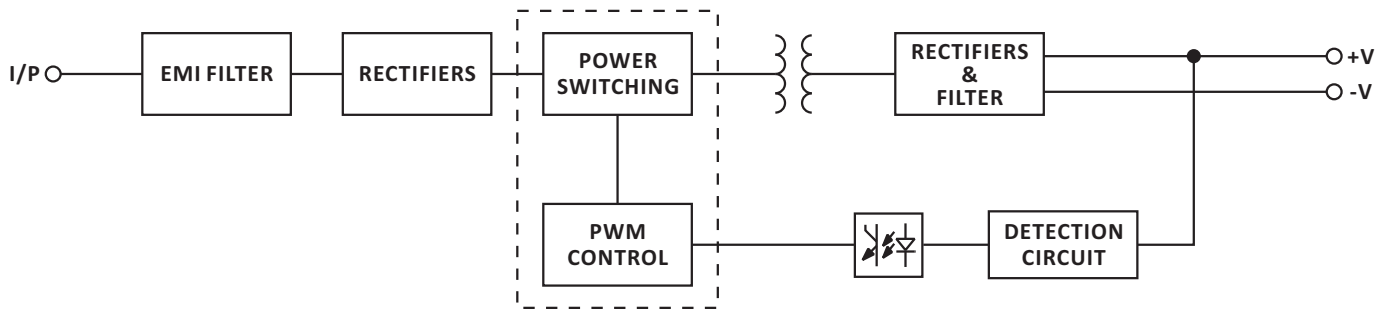 I/P
EMI FILTER
RECTIFIERS
POWER
SWITCHING
RECTIFIERS
&
FILTER
+V
-V
PWM
CONTROL
DETECTION
CIRCUIT